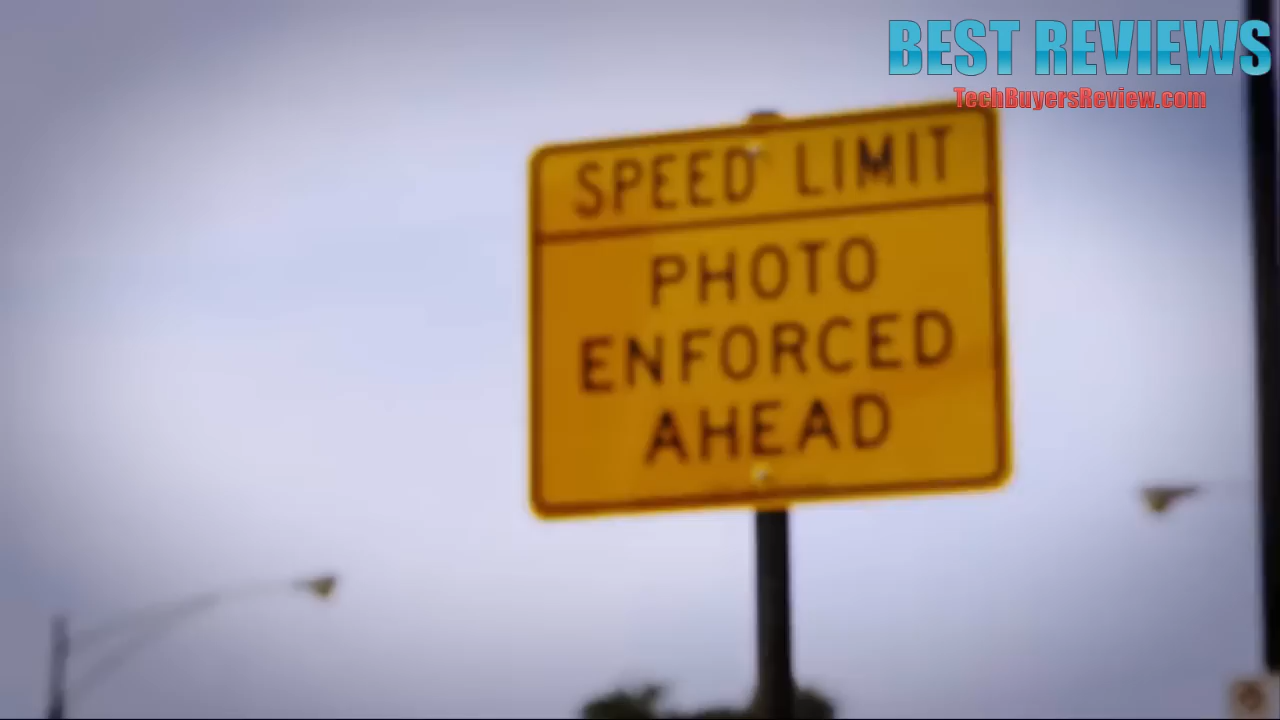 BEST REVIEWS
TechBuyersReview.com
SPEED LIMIT
PHOTO
ENFORCED
AHEAD